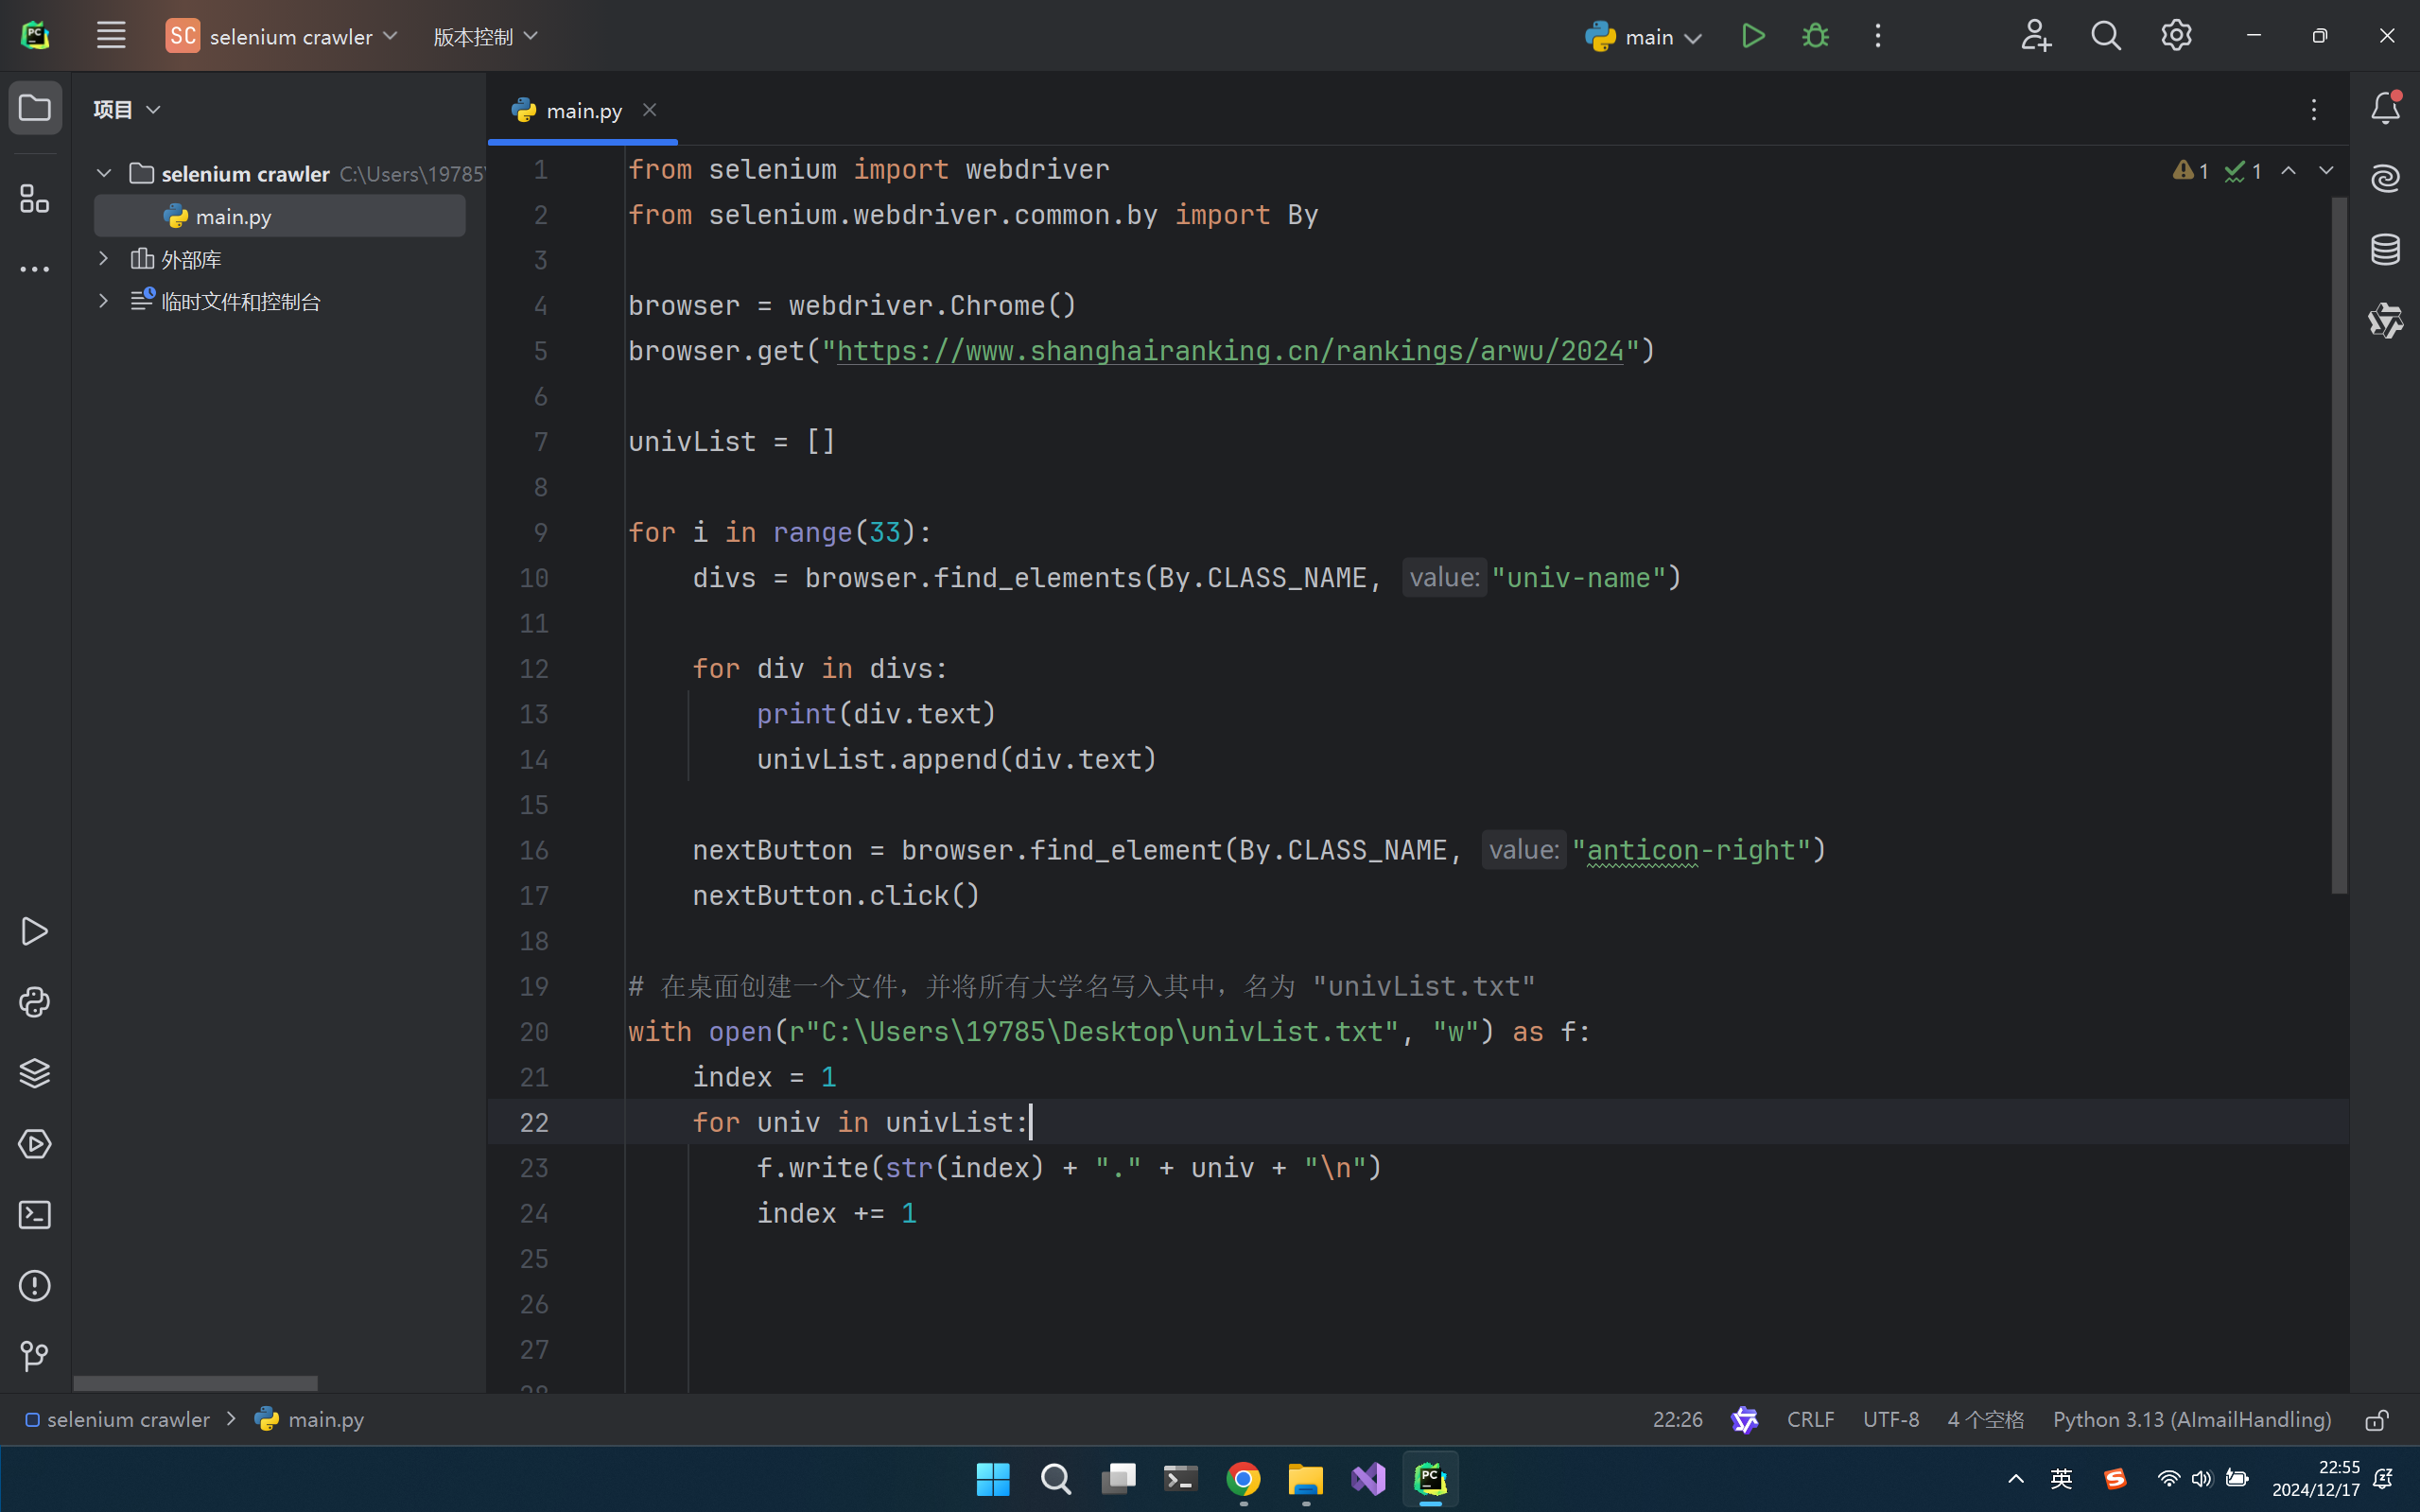 SC selenium crawler 版本控制 main
项目
main.py
selenium crawler C:\Users\19785\
main.py
外部库
临时文件和控制台
1 1
1 from selenium import webdriver
2 from selenium.webdriver.common.by import By
3
4 browser = webdriver.Chrome()
5 browser.get("https://www.shanghairanking.cn/rankings/arwu/2024")
6
7 univList = []
8
9 for i in range(33):
10 divs = browser.find_elements(By.CLASS_NAME, value: "univ-name")
11
12 for div in divs:
13 print(div.text)
14 univList.append(div.text)
15
16 nextButton = browser.find_element(By.CLASS_NAME, value: "anticon-right")
17 nextButton.click()
18
19 # 在桌面创建一个文件，并将所有大学名写入其中，名为 "univList.txt"
20 with open(r"C:\Users\19785\Desktop\univList.txt", "w") as f:
21 index = 1
22 for univ in univList:
23 f.write(str(index) + "." + univ + "\n")
24 index += 1
25
26
27
28
selenium crawler main.py 22:26 CRLF UTF-8 4 个空格 Python 3.13 (AImailHandling)
英 22:55
2024/12/17